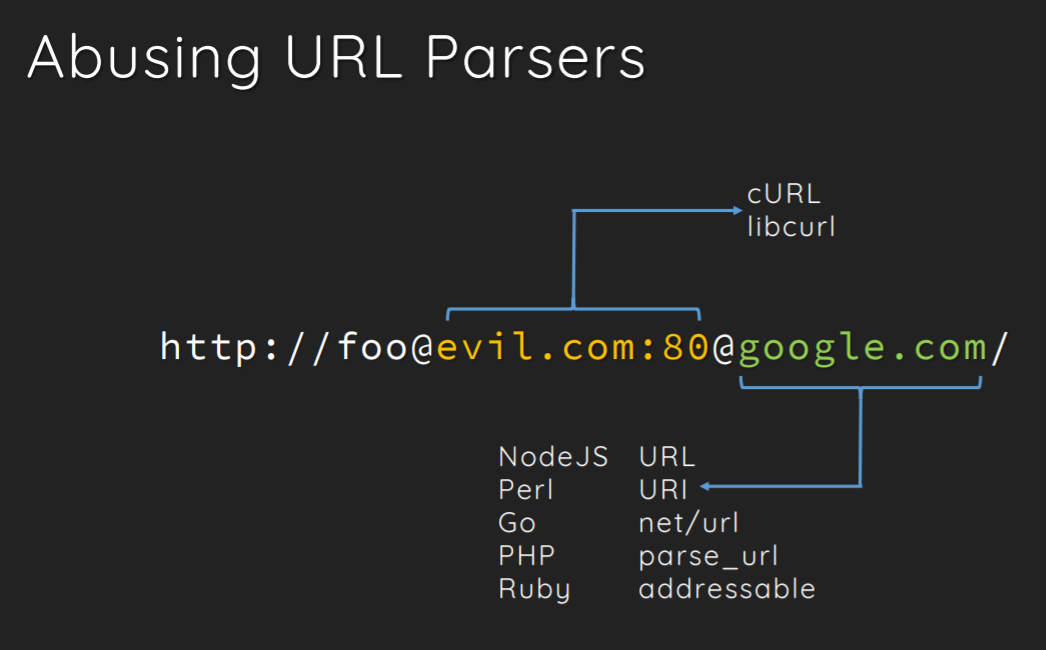 Abusing URL Parsers
cURL
libcurl
http://foo@evil.com:80@google.com/
NodeJS URL
Perl URI
Go net/url
PHP parse_url
Ruby addressable